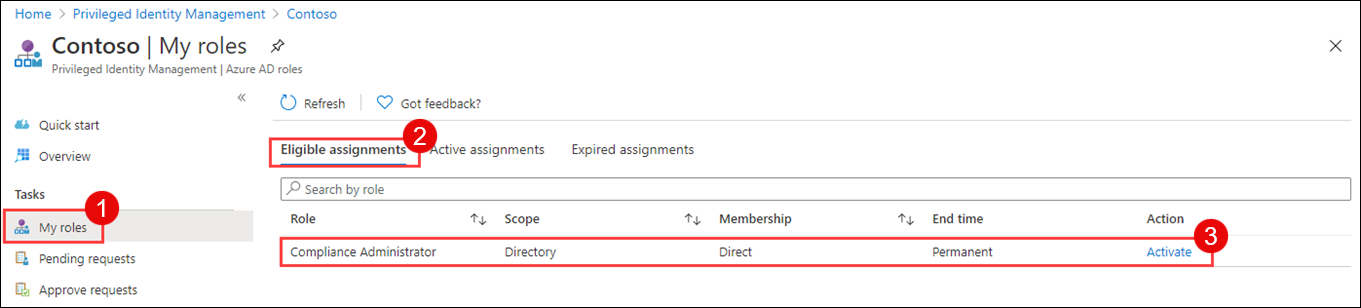 Home > Privileged Identity Management > Contoso
Contoso | My roles
Privileged Identity Management | Azure AD roles
«
Quick start
Overview
Tasks
1
My roles
Pending requests
Approve requests
Refresh
Got feedback?
2
Eligible assignments Active assignments Expired assignments
Search by role
Role Scope Membership End time Action
3
Compliance Administrator Directory Direct Permanent Activate